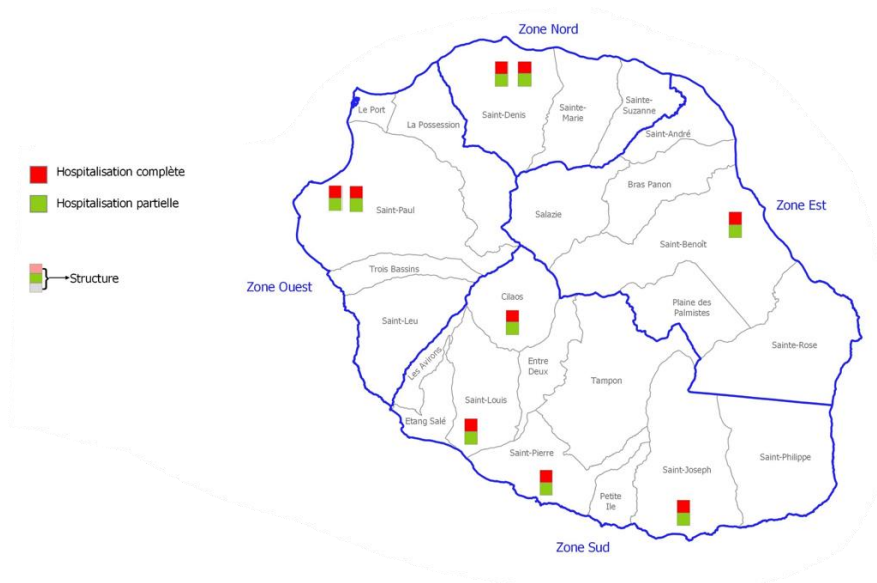 Zone Nord
Le Port
La Possession
Saint-Denis
Sainte-
Marie
Sainte-
Suzanne
Saint-André
Hospitalisation complète
Hospitalisation partielle
Structure
Saint-Paul
Bras Panon
Salazie
Zone Est
Saint-Benoît
Zone Ouest
Trois Bassins
Cilaos
Plaine des
Palmistes
Saint-Leu
Sainte-Rose
Les Avirons
Entre
Deux
Tampon
Saint-Louis
Etang Salé
Saint-Pierre
Saint-Joseph
Saint-Philippe
Petite
Ile
Zone Sud